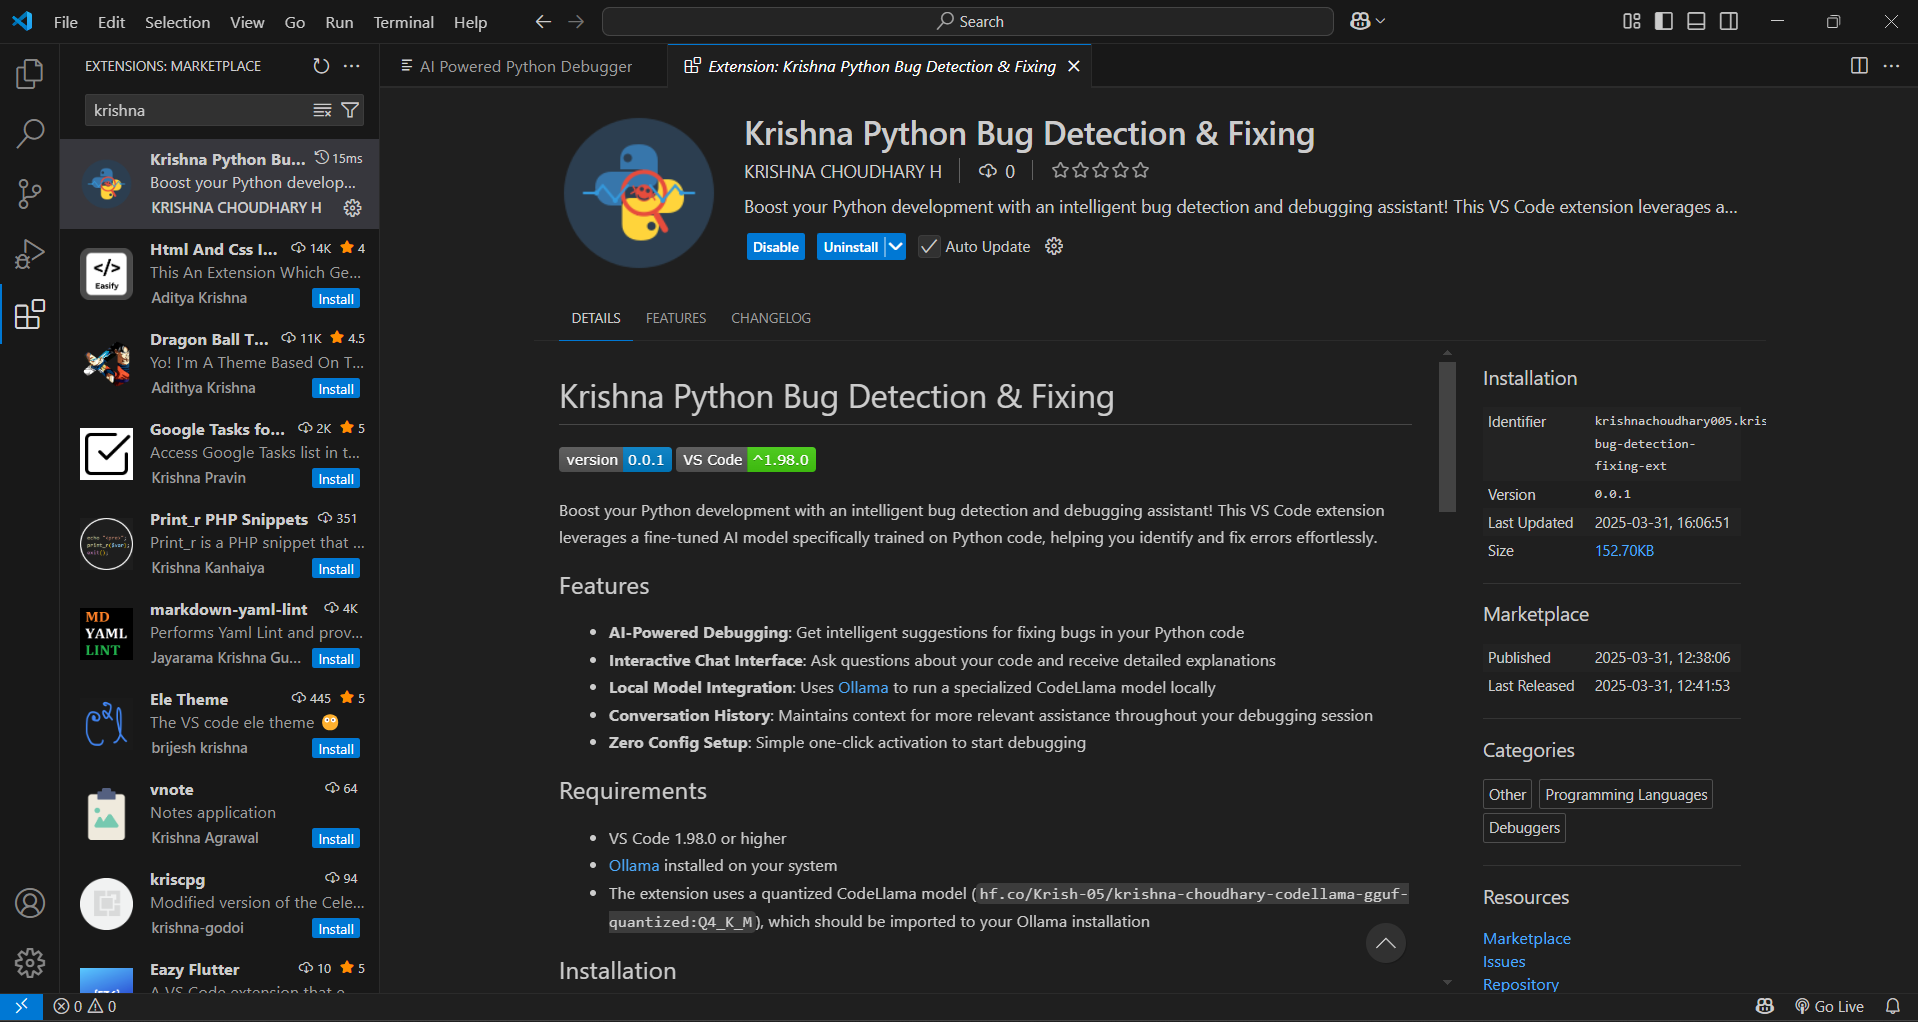 File Edit Selection View Go Run Terminal Help
Search
EXTENSIONS: MARKETPLACE
krishna
Krishna Python Bu... 15ms
Boost your Python develop...
KRISHNA CHOUDHARY H
</>
Easify
Html And Css I... 14K 4
This An Extension Which Ge...
Aditya Krishna Install
Dragon Ball T... 11K 4.5
Yo! I'm A Theme Based On T...
Adithya Krishna Install
Google Tasks fo... 2K 5
Access Google Tasks list in t...
Krishna Pravin Install
Print_r PHP Snippets 351
Print_r is a PHP snippet that ...
Krishna Kanhaiya Install
MD
YAML
LINT
markdown-yaml-lint 4K
Performs Yaml Lint and prov...
Jayarama Krishna Gu... Install
Ele Theme 445 5
The VS code ele theme 😶
brijesh krishna Install
vnote 64
Notes application
Krishna Agrawal Install
kriscpg 94
Modified version of the Cele...
krishna-godoi Install
Eazy Flutter 10 5
A VS Code extension that e...
AI Powered Python Debugger
Extension: Krishna Python Bug Detection & Fixing
Krishna Python Bug Detection & Fixing
KRISHNA CHOUDHARY H 0
Boost your Python development with an intelligent bug detection and debugging assistant! This VS Code extension leverages a...
Disable Uninstall Auto Update
DETAILS FEATURES CHANGELOG
Krishna Python Bug Detection & Fixing
version 0.0.1 VS Code ^1.98.0
Boost your Python development with an intelligent bug detection and debugging assistant! This VS Code extension
leverages a fine-tuned AI model specifically trained on Python code, helping you identify and fix errors effortlessly.
Features
• AI-Powered Debugging: Get intelligent suggestions for fixing bugs in your Python code
• Interactive Chat Interface: Ask questions about your code and receive detailed explanations
• Local Model Integration: Uses Ollama to run a specialized CodeLlama model locally
• Conversation History: Maintains context for more relevant assistance throughout your debugging session
• Zero Config Setup: Simple one-click activation to start debugging
Requirements
• VS Code 1.98.0 or higher
• Ollama installed on your system
• The extension uses a quantized CodeLlama model (hf.co/Krish-05/krishna-choudhary-codellama-gguf-
quantized:Q4_K_M), which should be imported to your Ollama installation
Installation
Installation
Identifier krishnachoudhary005.kris
bug-detection-
fixing-ext
Version 0.0.1
Last Updated 2025-03-31, 16:06:51
Size 152.70KB
Marketplace
Published 2025-03-31, 12:38:06
Last Released 2025-03-31, 12:41:53
Categories
Other Programming Languages
Debuggers
Resources
Marketplace
Issues
Repository
0 0
Go Live